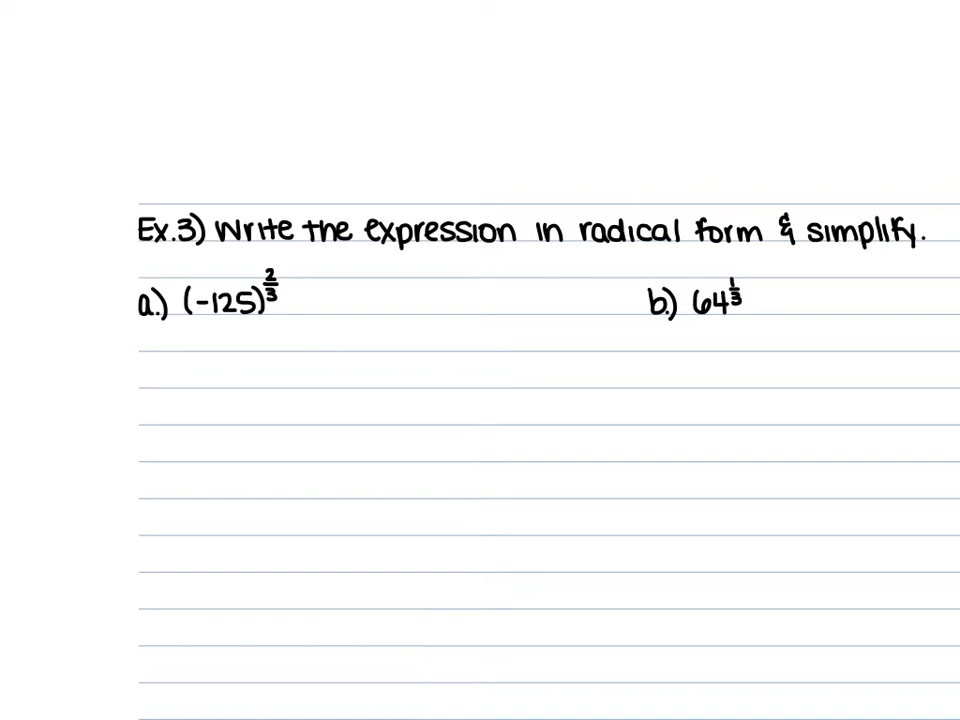 Ex.3) Write the expression in radical form & simplify.
a.) (-125)^{2/3} b.) 64^{1/3}